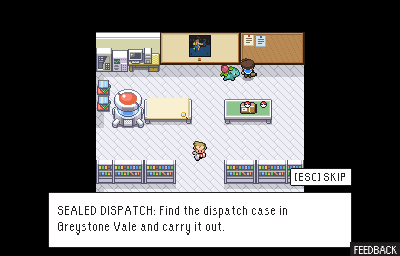 [ESC] SKIP
SEALED DISPATCH: Find the dispatch case in
Greystone Vale and carry it out.
FEEDBACK